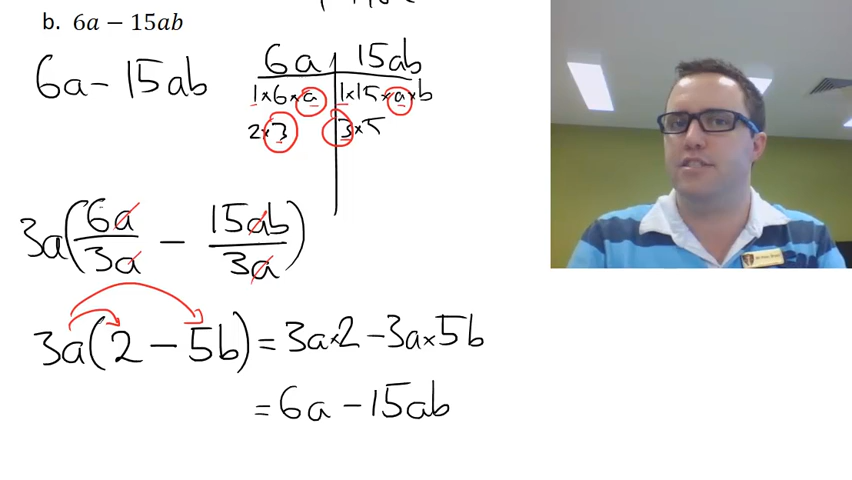 b. 6a − 15ab
6a − 15ab
6a 15ab
1×6×a 1×15×a×b
2×3 3×5
3a(6a/3a − 15ab/3a)
3a(2 − 5b) = 3a×2 − 3a×5b
= 6a − 15ab